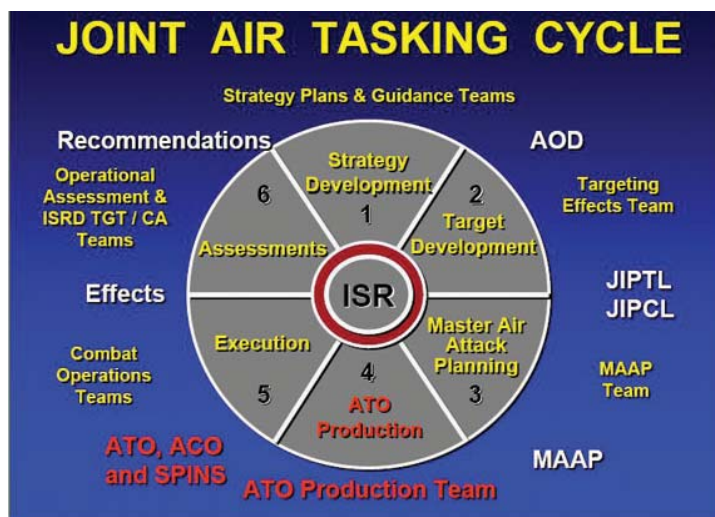 JOINT AIR TASKING CYCLE
Strategy Plans & Guidance Teams
Recommendations
AOD
Strategy
Development
1
Operational
Assessment &
ISRD TGT / CA
Teams
6
Assessments
2
Target
Development
Targeting
Effects Team
Effects
ISR
JIPTL
JIPCL
Combat
Operations
Teams
Execution
5
4
ATO
Production
Master Air
Attack
Planning
3
MAAP
Team
ATO, ACO
and SPINS
ATO Production Team
MAAP